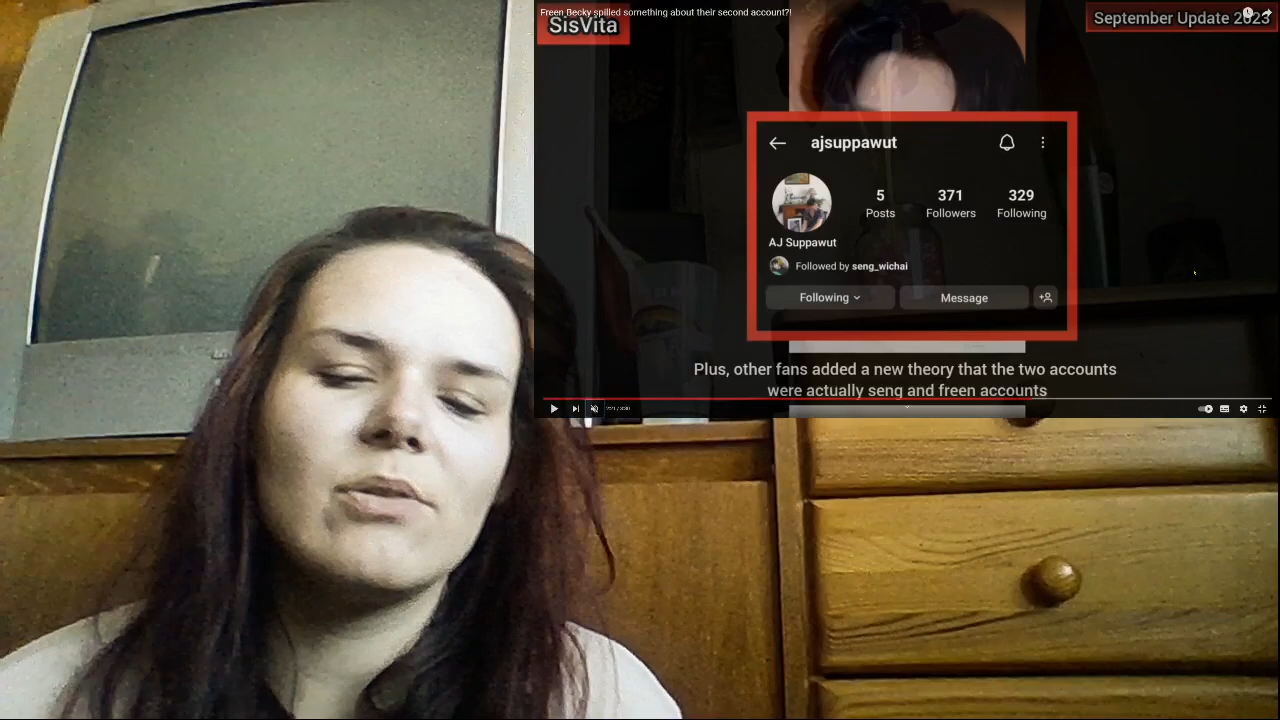 Freen Becky spilled something about their second account?!
SisVita
September Update 2023
ajsuppawut
5 371 329
Posts Followers Following
AJ Suppawut
Followed by seng_wichai
Following Message
Plus, other fans added a new theory that the two accounts
were actually seng and freen accounts